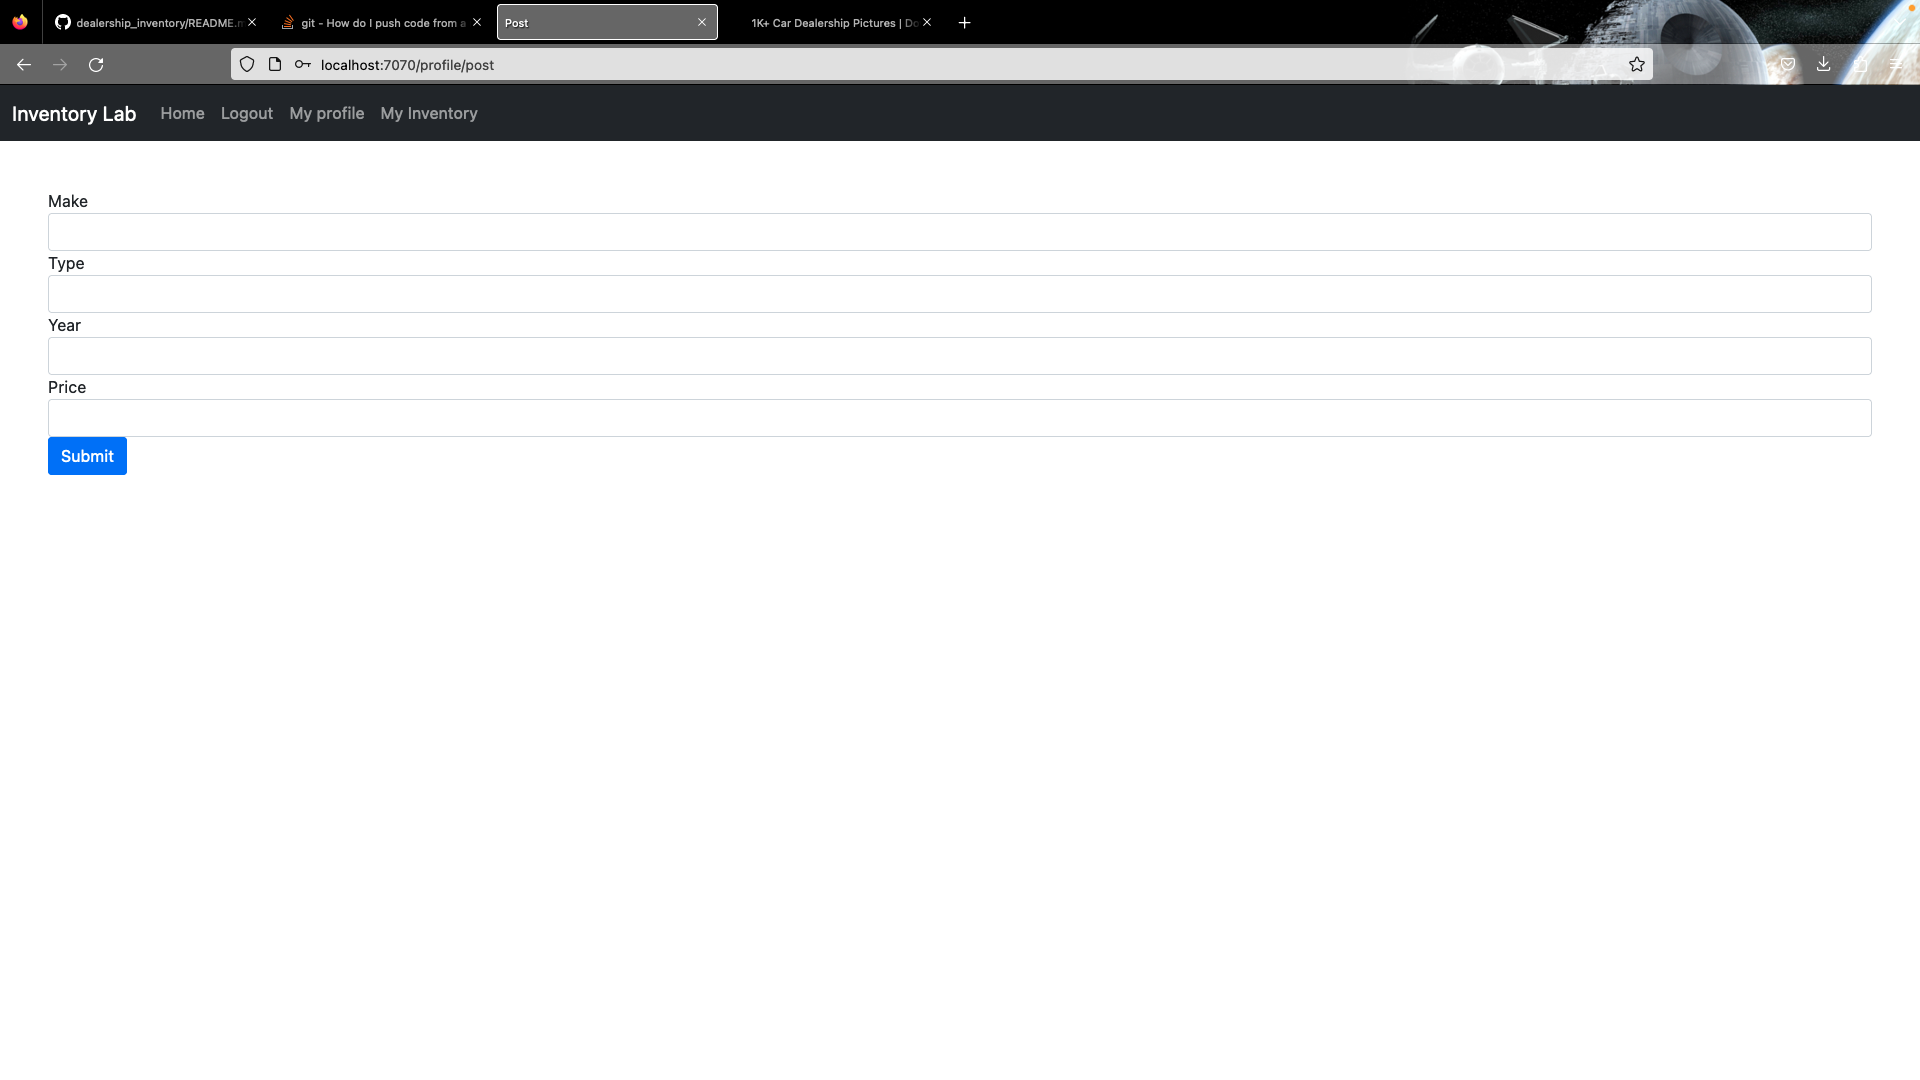 dealership_inventory/README.m
git - How do I push code from a
Post
1K+ Car Dealership Pictures | Do
localhost:7070/profile/post
Inventory Lab Home Logout My profile My Inventory
Make
Type
Year
Price
Submit